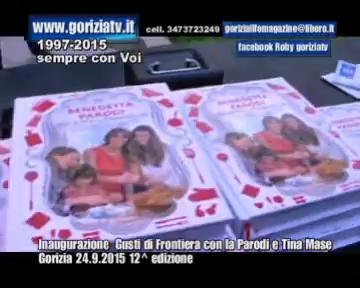 www.goriziatv.it
cell. 3473723249
gorizialifomagazine@libero.it
1997-2015
facebook Roby goriziatv
sempre con Voi
BENEDETTA
PARODI
BENEDETTA
PARODI
Inaugurazione Gusti di Frontiera con la Parodi e Tina Mase
Gorizia 24.9.2015 12^ edizione